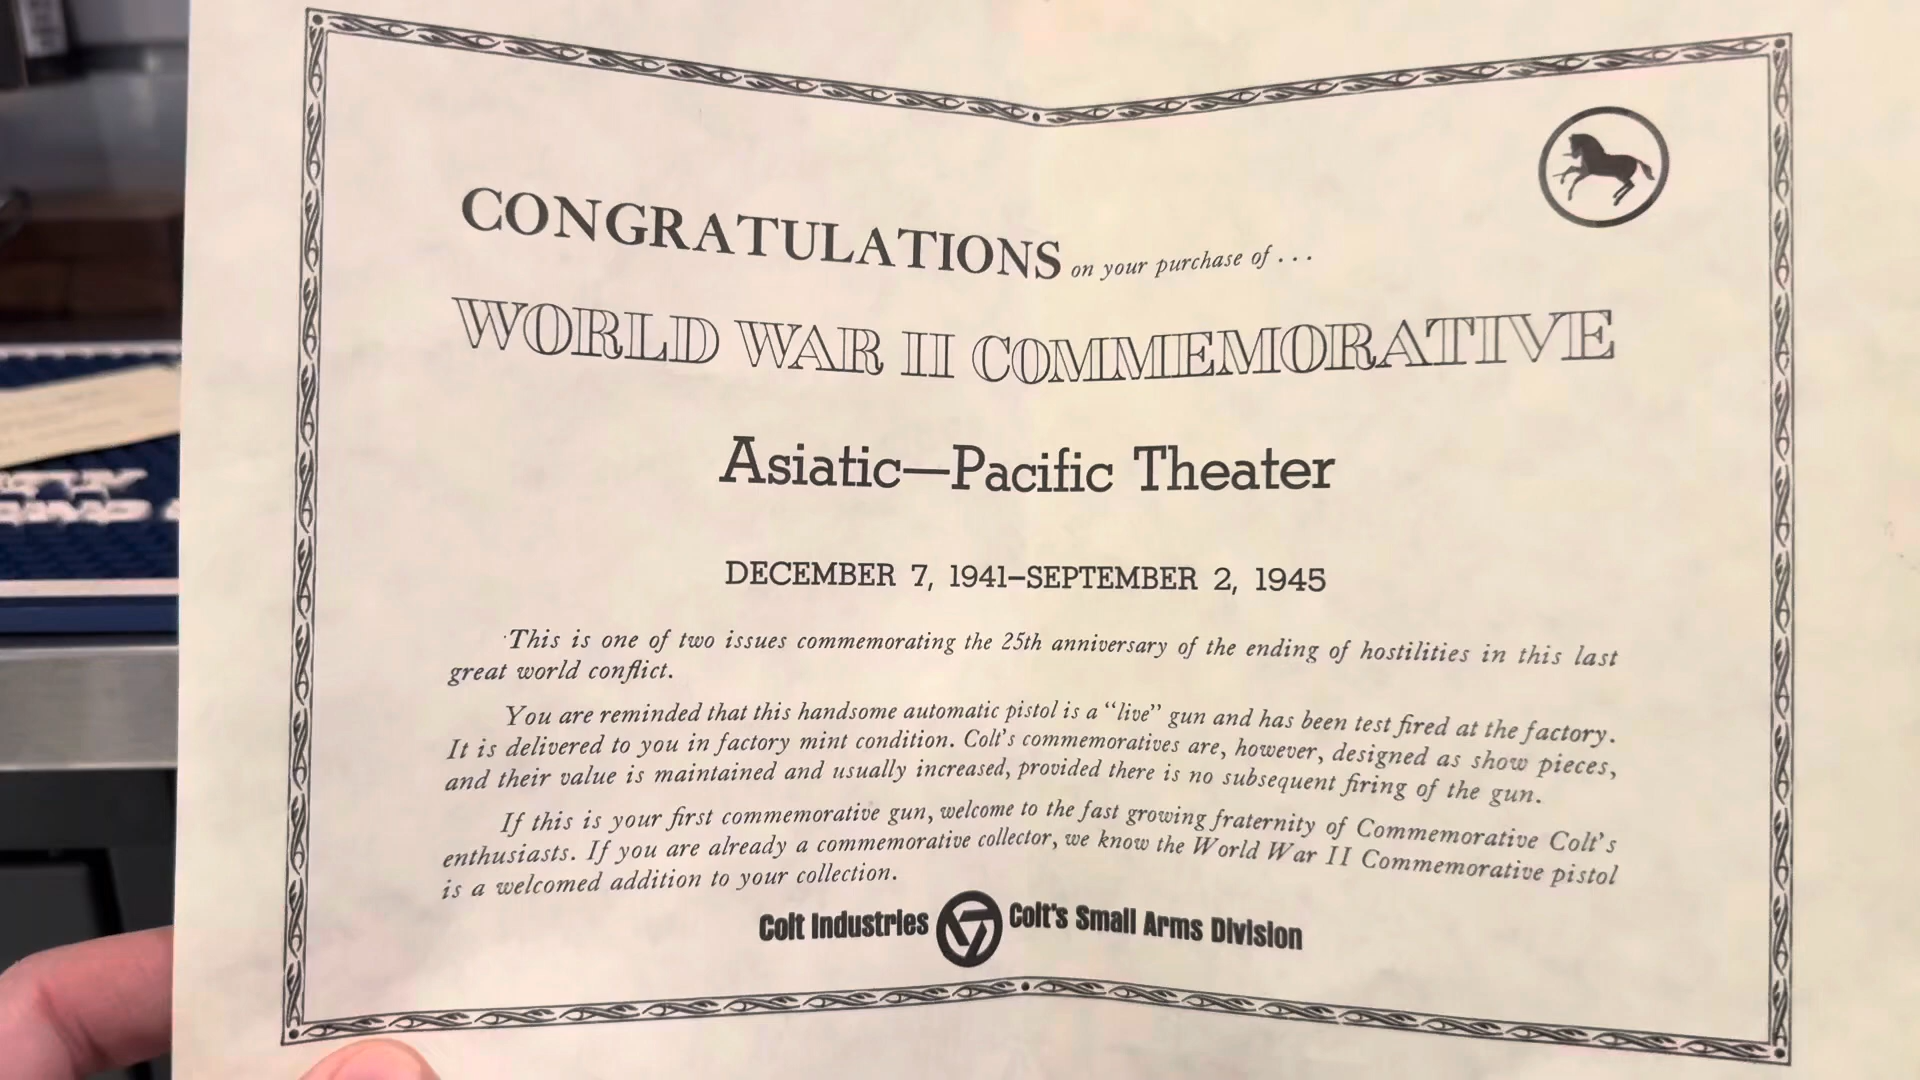 CONGRATULATIONS on your purchase of . . .
WORLD WAR II COMMEMORATIVE
Asiatic—Pacific Theater
DECEMBER 7, 1941–SEPTEMBER 2, 1945
This is one of two issues commemorating the 25th anniversary of the ending of hostilities in this last
great world conflict.
You are reminded that this handsome automatic pistol is a "live" gun and has been test fired at the factory.
It is delivered to you in factory mint condition. Colt's commemoratives are, however, designed as show pieces,
and their value is maintained and usually increased, provided there is no subsequent firing of the gun.
If this is your first commemorative gun, welcome to the fast growing fraternity of Commemorative Colt's
enthusiasts. If you are already a commemorative collector, we know the World War II Commemorative pistol
is a welcomed addition to your collection.
Colt Industries Colt's Small Arms Division